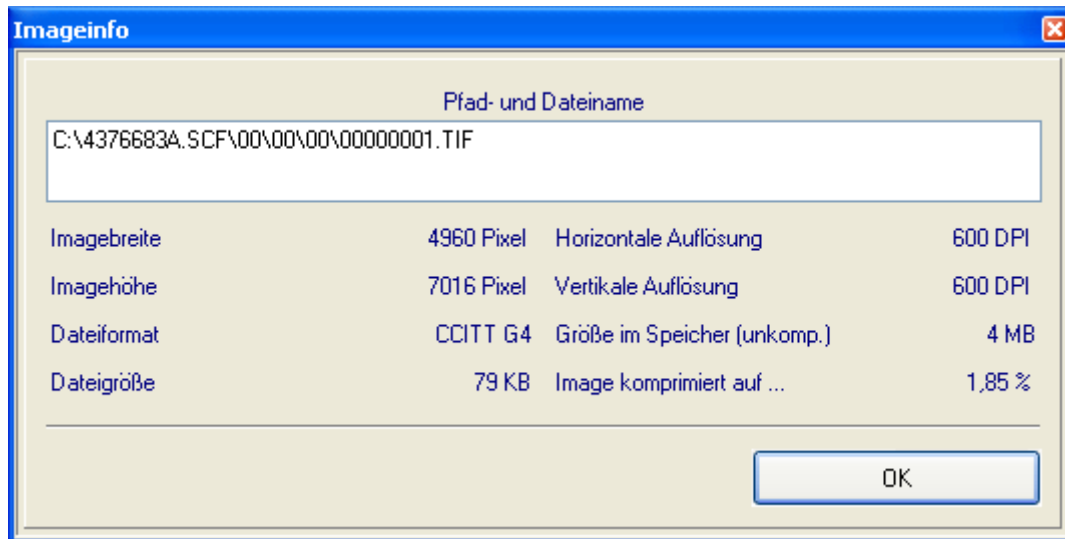 Imageinfo
Pfad- und Dateiname
C:\4376683A.SCF\00\00\00\00000001.TIF
Imagebreite 4960 Pixel Horizontale Auflösung 600 DPI
Imagehöhe 7016 Pixel Vertikale Auflösung 600 DPI
Dateiformat CCITT G4 Größe im Speicher (unkomp.) 4 MB
Dateigröße 79 KB Image komprimiert auf ... 1,85 %
OK